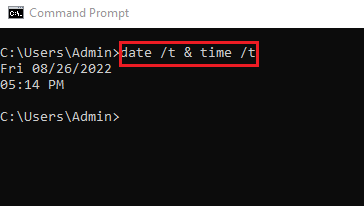 Command Prompt
C:\Users\Admin>date /t & time /t
Fri 08/26/2022
05:14 PM
C:\Users\Admin>